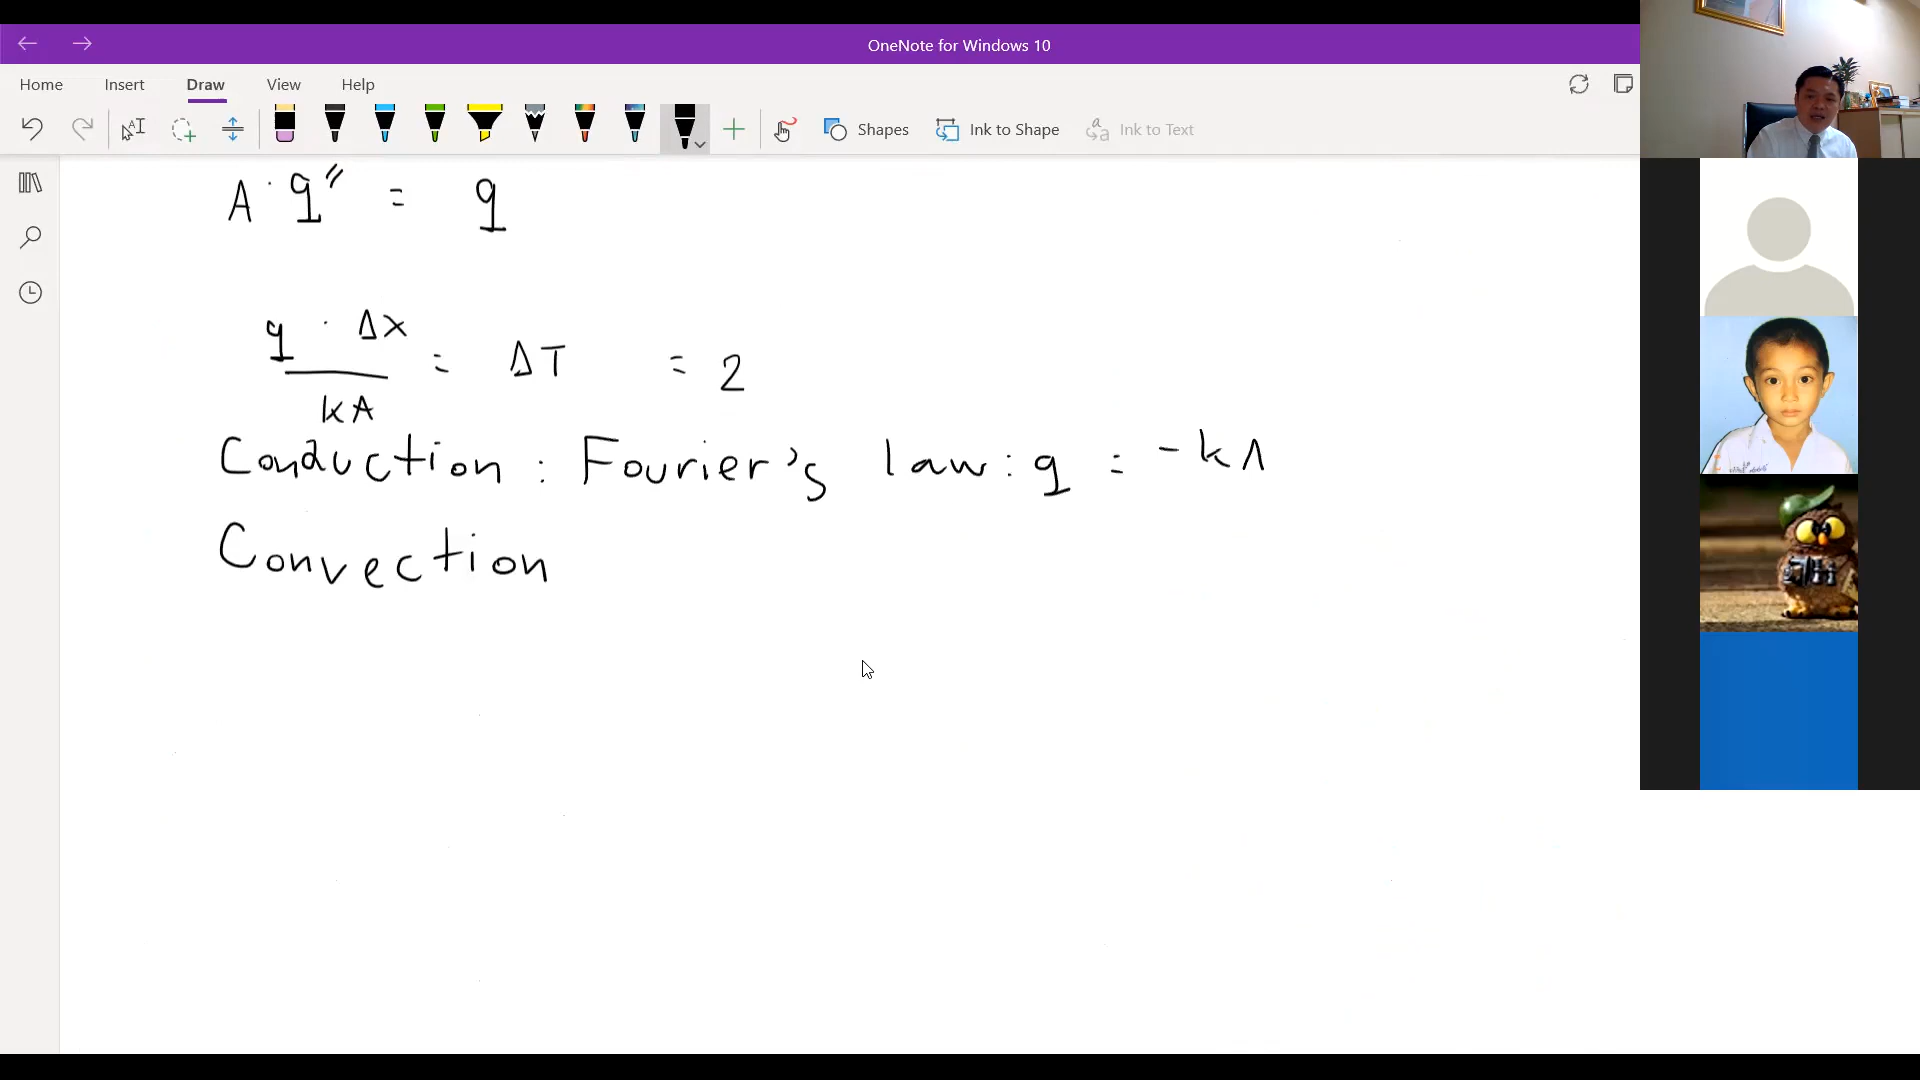 OneNote for Windows 10
Home Insert Draw View Help
Shapes Ink to Shape Ink to Text
A · q″ = q
q · Δx / kA = ΔT = 2
Conduction : Fourier's law : q = -kΛ
Convection